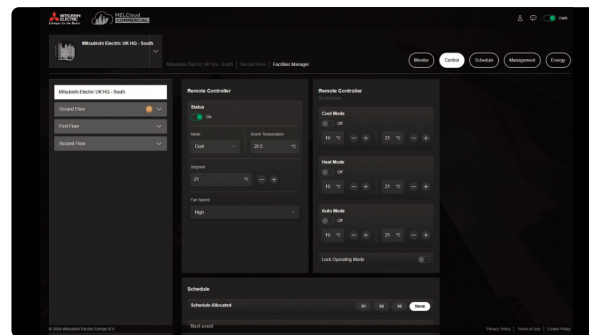 MITSUBISHI
ELECTRIC
Changes for the Better
MELCloud
COMMERCIAL
Dark
Mitsubishi Electric UK HQ - South
Mitsubishi Electric UK HQ - South | Second Floor | Facilities Manager
Monitor
Control
Schedule
Management
Energy
Mitsubishi Electric UK HQ - South
Ground Floor
First Floor
Second Floor
Remote Controller
Status
On
Mode
Room Temperature
Cool
20.5 °C
Setpoint
21 °C
Fan Speed
High
Remote Controller
Restrictions
Cool Mode
Off
19 °C 21 °C
Heat Mode
Off
19 °C 21 °C
Auto Mode
Off
19 °C 21 °C
Lock Operating Mode
Schedule
Schedule Allocated
None
Next event
© 2024 Mitsubishi Electric Europe B.V.
Privacy Policy | Terms of Use | Cookie Policy